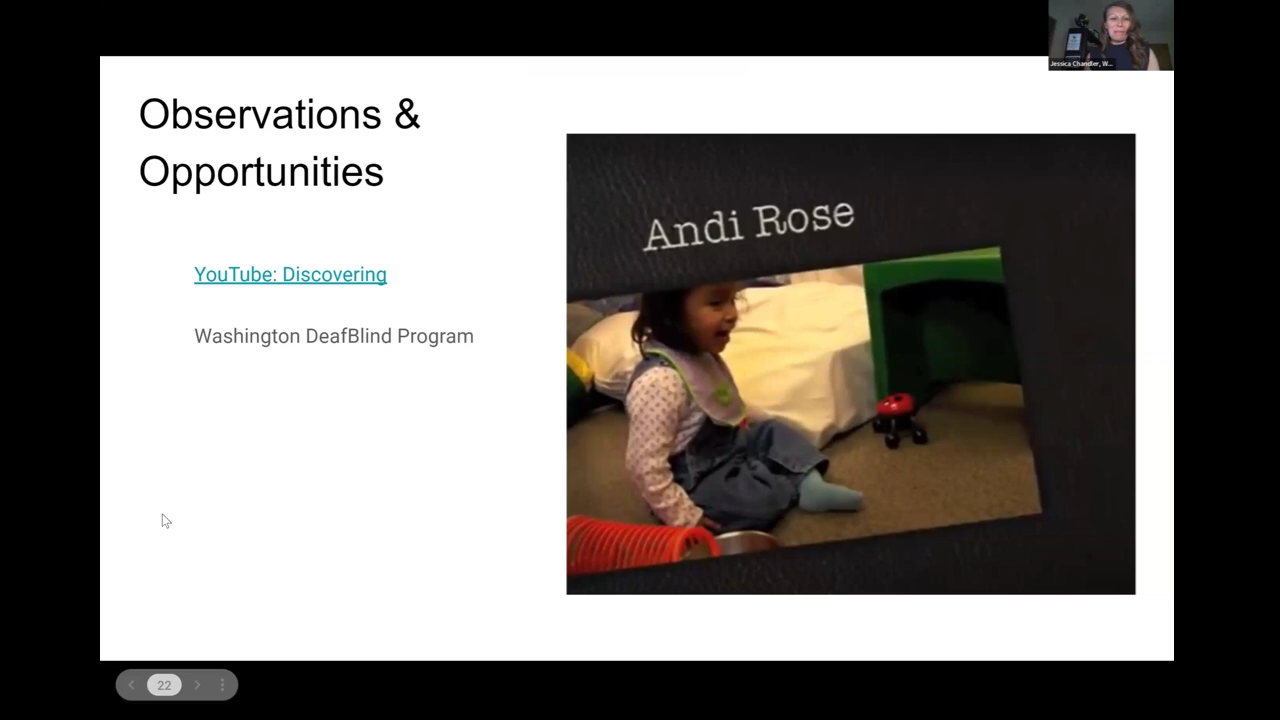 Jessica Chandler, W...
Observations &
Opportunities
YouTube: Discovering
Washington DeafBlind Program
Andi Rose
22